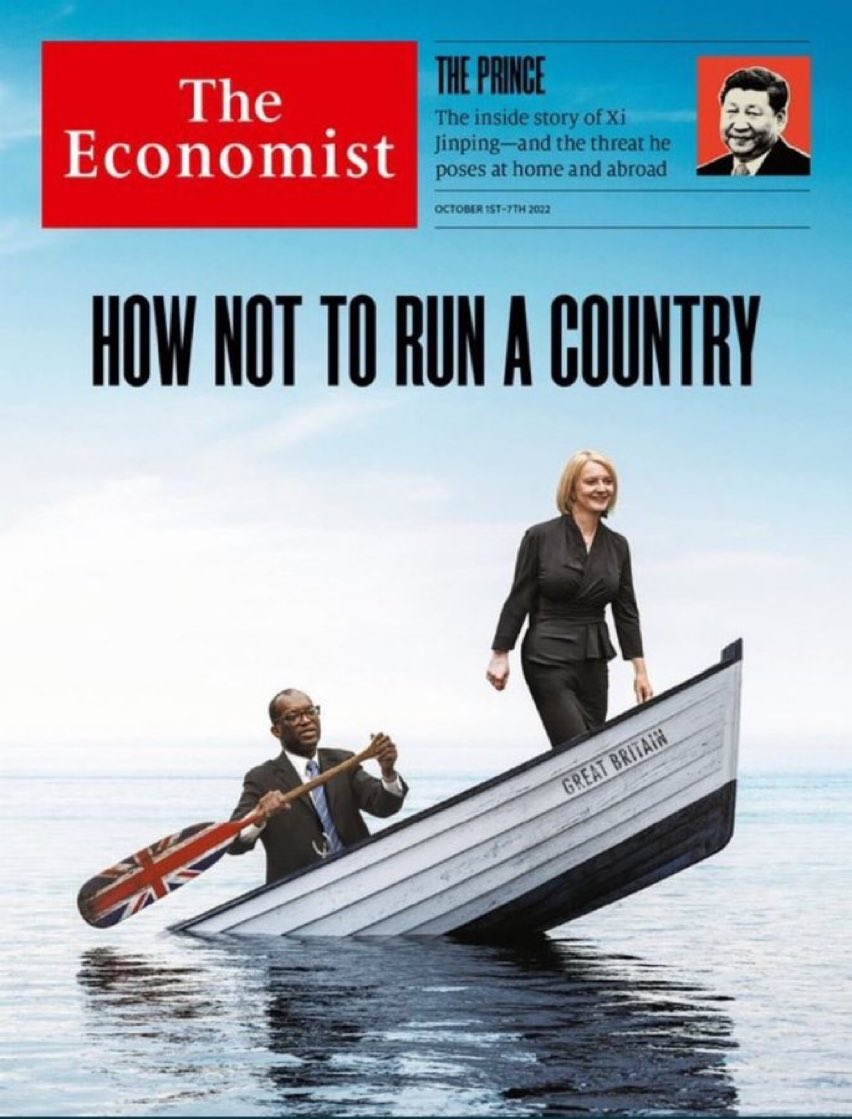 The
Economist
THE PRINCE
The inside story of Xi
Jinping—and the threat he
poses at home and abroad
OCTOBER 1ST–7TH 2022
HOW NOT TO RUN A COUNTRY
GREAT BRITAIN